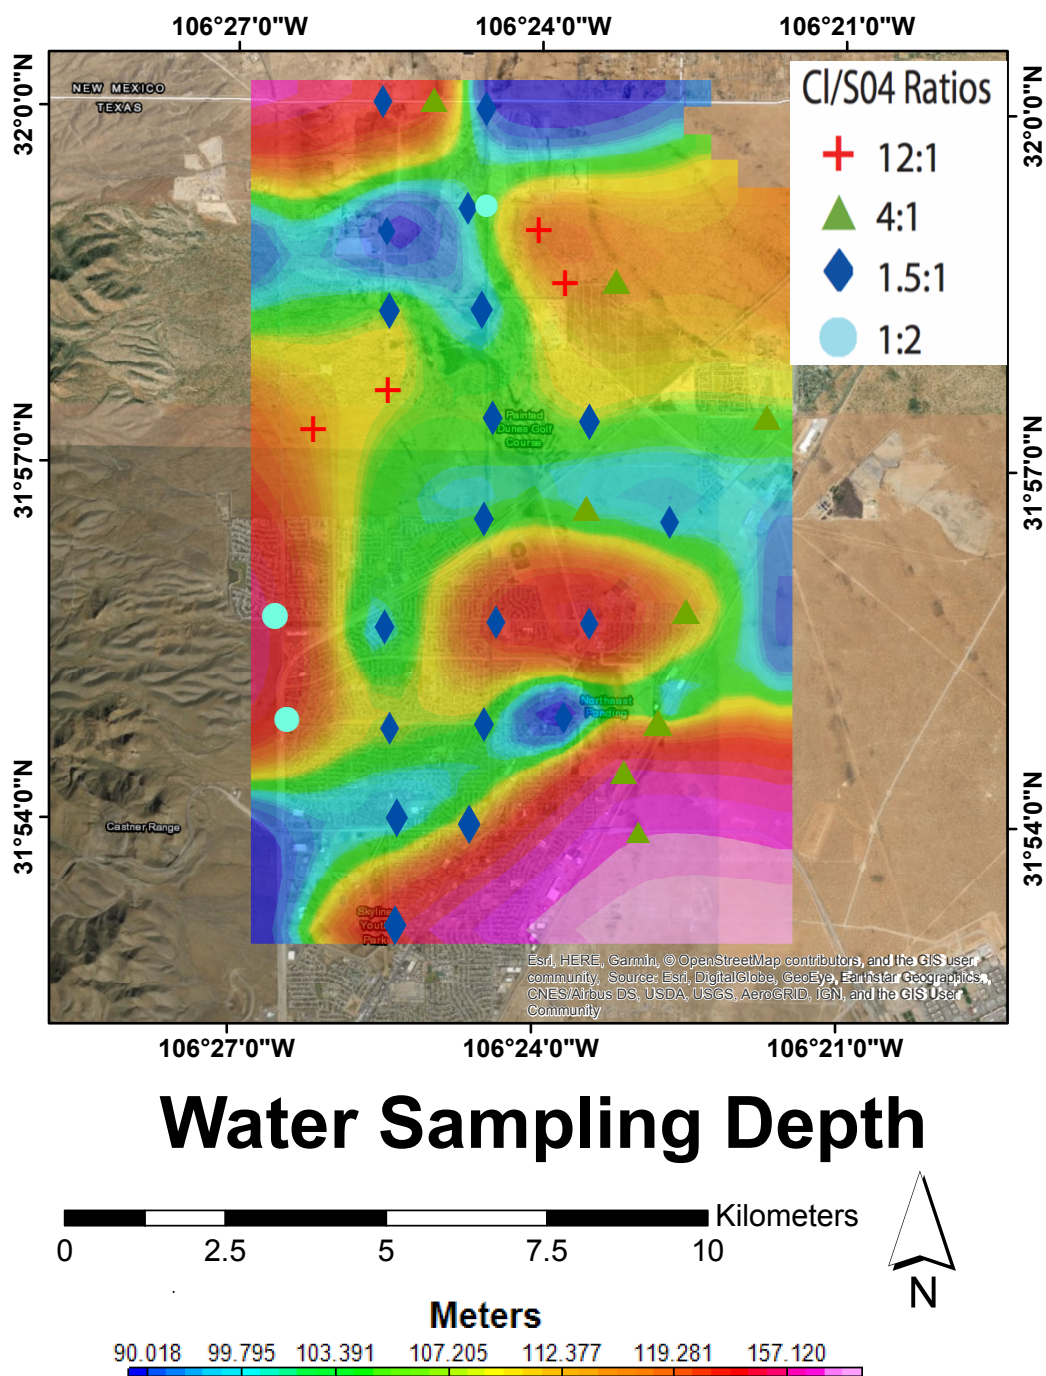 106°27'0"W 106°24'0"W 106°21'0"W
32°0'0"N
32°0'0"N
NEW MEXICO
TEXAS
Cl/S04 Ratios
12:1
4:1
1.5:1
1:2
Painted
Dunes Golf
Course
31°57'0"N
31°57'0"N
Northeast
Ponding
31°54'0"N
31°54'0"N
Castner Range
Skyline
Youth
Park
Esri, HERE, Garmin, © OpenStreetMap contributors, and the GIS user
community, Source: Esri, DigitalGlobe, GeoEye, Earthstar Geographics,
CNES/Airbus DS, USDA, USGS, AeroGRID, IGN, and the GIS User
Community
106°27'0"W 106°24'0"W 106°21'0"W
Water Sampling Depth
Kilometers
0 2.5 5 7.5 10
N
Meters
90.018 99.795 103.391 107.205 112.377 119.281 157.120